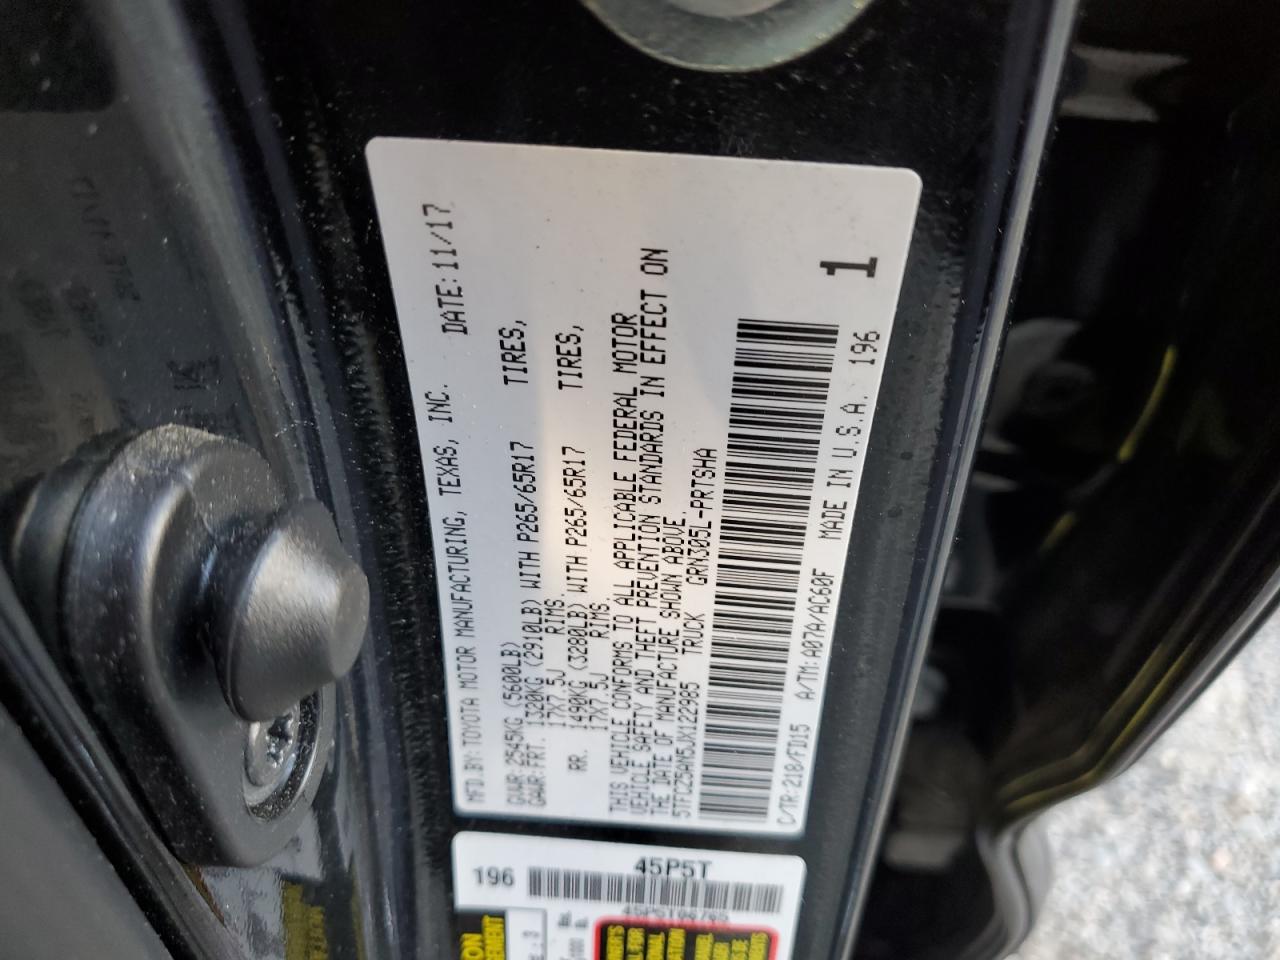 MFD.BY:TOYOTA MOTOR MANUFACTURING, TEXAS, INC. DATE:11/17
GVWR:2545KG (5600LB)
GAWR:FRT. 1320KG (2910LB) WITH P265/65R17 TIRES,
17X7.5J RIMS,
RR. 1490KG (3280LB) WITH P265/65R17 TIRES,
17X7.5J RIMS.
THIS VEHICLE CONFORMS TO ALL APPLICABLE FEDERAL MOTOR
VEHICLE SAFETY AND THEFT PREVENTION STANDARDS IN EFFECT ON
THE DATE OF MANUFACTURE SHOWN ABOVE.
5TFCZ5AN5JX122985 TRUCK GRN305L-PRTSHA
C/TR:218/FD15 A/TM:A07A/AC60F MADE IN U.S.A. 196
1
45P5T
196